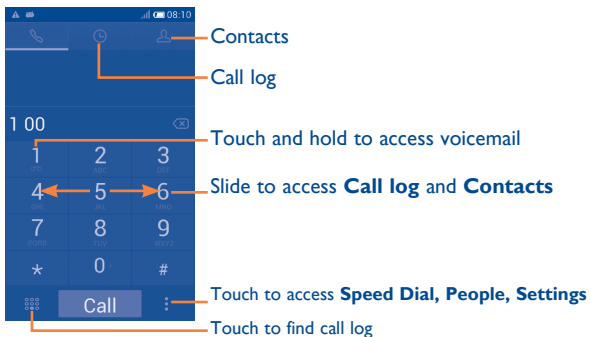 08:10
Contacts
Call log
1 00
Touch and hold to access voicemail
1 2 3
ABC DEF
Slide to access Call log and Contacts
4 5 6
GHI JKL MNO
7 8 9
PQRS TUV WXYZ
* 0 #
Touch to access Speed Dial, People, Settings
Call
Touch to find call log